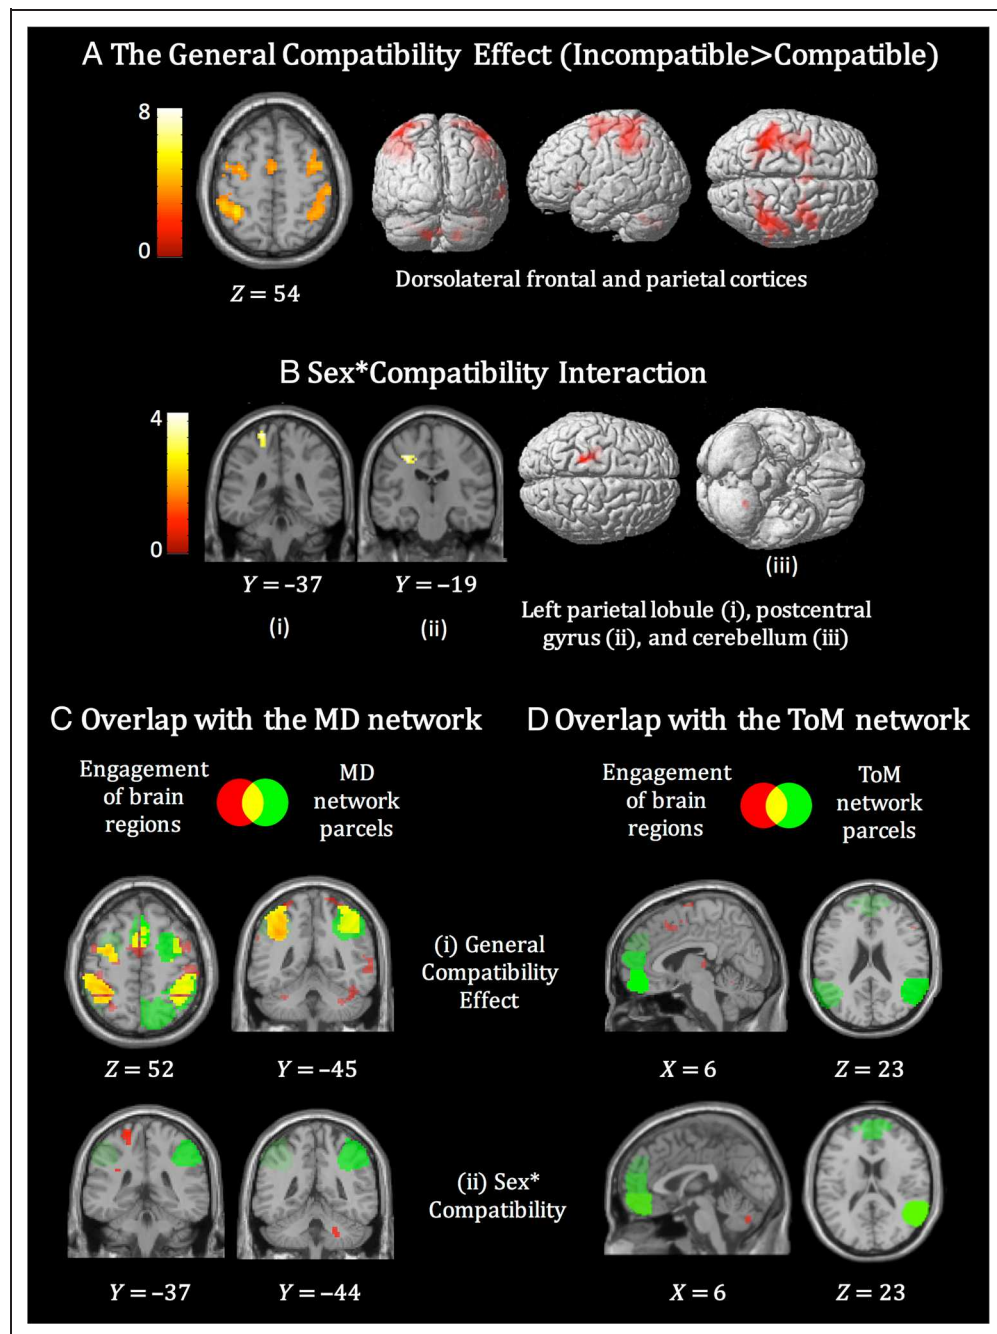 A The General Compatibility Effect (Incompatible>Compatible)
8
0
Z = 54
Dorsolateral frontal and parietal cortices
B Sex*Compatibility Interaction
4
0
Y = –37
Y = –19
(i)
(ii)
(iii)
Left parietal lobule (i), postcentral
gyrus (ii), and cerebellum (iii)
C Overlap with the MD network
Engagement
of brain
regions
MD
network
parcels
D Overlap with the ToM network
Engagement
of brain
regions
ToM
network
parcels
(i) General
Compatibility
Effect
Z = 52
Y = –45
X = 6
Z = 23
(ii) Sex*
Compatibility
Y = –37
Y = –44
X = 6
Z = 23